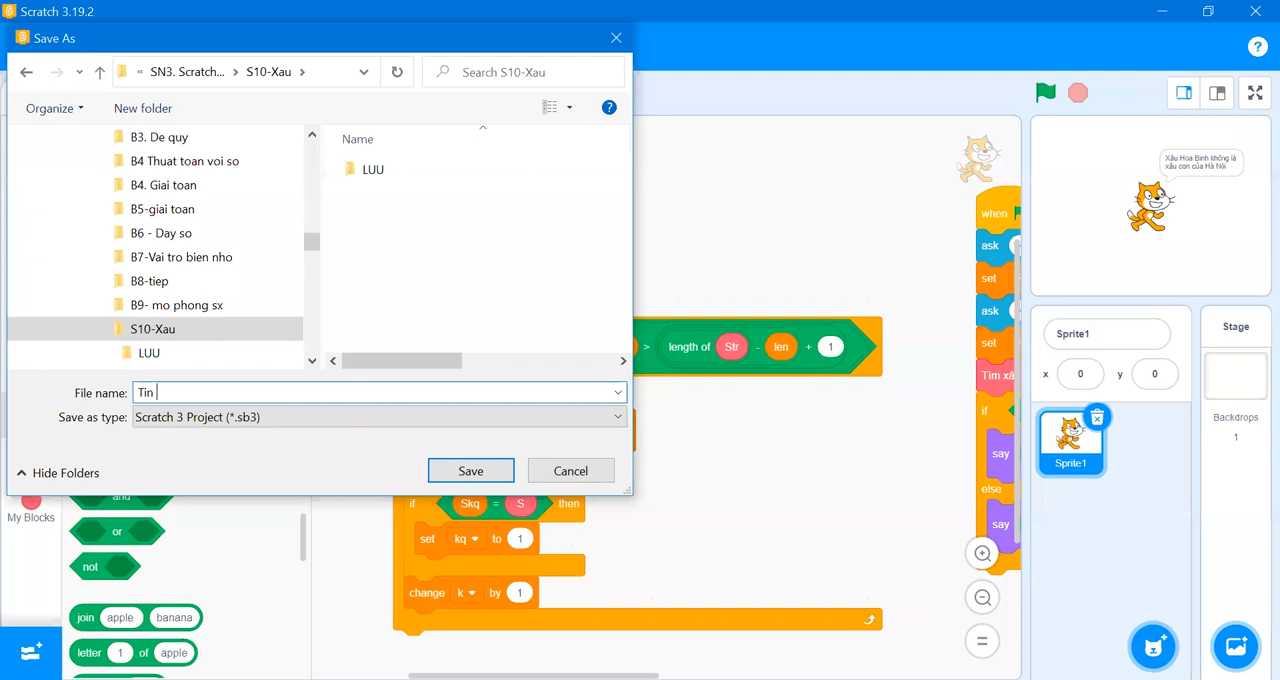 Scratch 3.19.2
Save As
« SN3. Scratch... › S10-Xau ›
Search S10-Xau
Organize
New folder
B3. De quy
B4 Thuat toan voi so
B4. Giai toan
B5-giai toan
B6 - Day so
B7-Vai tro bien nho
B8-tiep
B9- mo phong sx
S10-Xau
LUU
Name
LUU
File name: Tin
Save as type: Scratch 3 Project (*.sb3)
Hide Folders
Save
Cancel
My Blocks
and
or
not
join apple banana
letter 1 of apple
> length of Str - len + 1
if Skq = S then
set kq to 1
change k by 1
when
ask
set
ask
set
Tìm xâ
if
say
else
say
Xấu Hoa Binh không là
xấu con của Hà Nôi
Sprite1
x 0 y 0
Sprite1
Stage
Backdrops
1